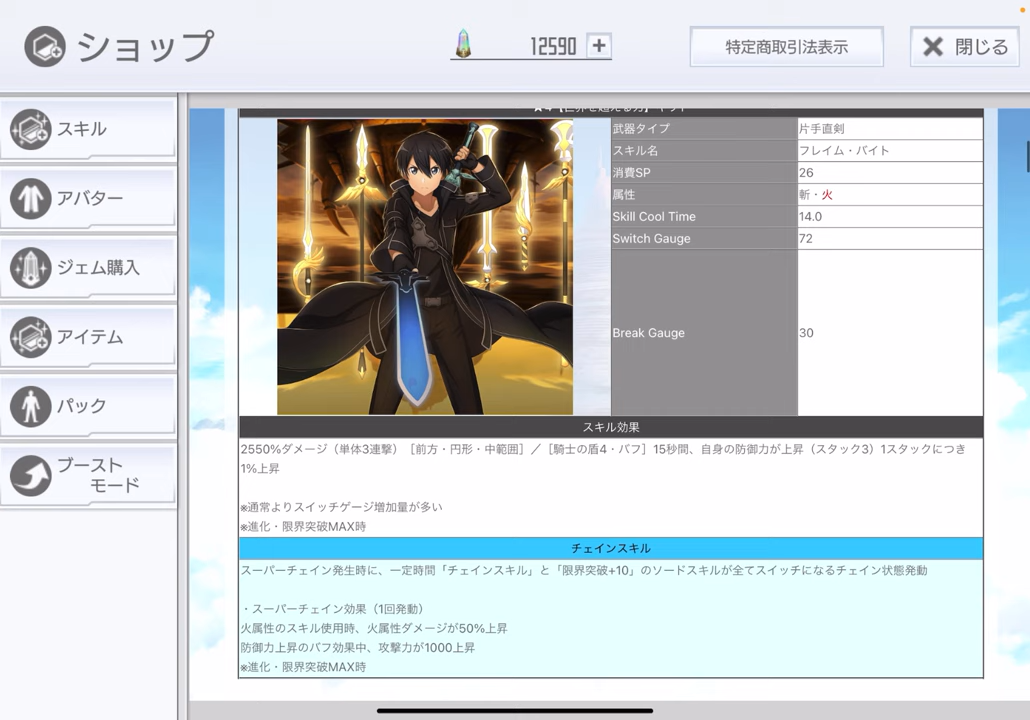 ショップ
12590
特定商取引法表示
閉じる
スキル
アバター
ジェム購入
アイテム
パック
ブースト
モード
武器タイプ 片手直剣
スキル名 フレイム・バイト
消費SP 26
属性 斬・火
Skill Cool Time 14.0
Switch Gauge 72
Break Gauge 30
スキル効果
2550%ダメージ（単体3連撃）［前方・円形・中範囲］／［騎士の盾4・バフ］15秒間、自身の防御力が上昇（スタック3）1スタックにつき
1%上昇
※通常よりスイッチゲージ増加量が多い
※進化・限界突破MAX時
チェインスキル
スーパーチェイン発生時に、一定時間「チェインスキル」と「限界突破+10」のソードスキルが全てスイッチになるチェイン状態発動
・スーパーチェイン効果（1回発動）
火属性のスキル使用時、火属性ダメージが50%上昇
防御力上昇のバフ効果中、攻撃力が1000上昇
※進化・限界突破MAX時